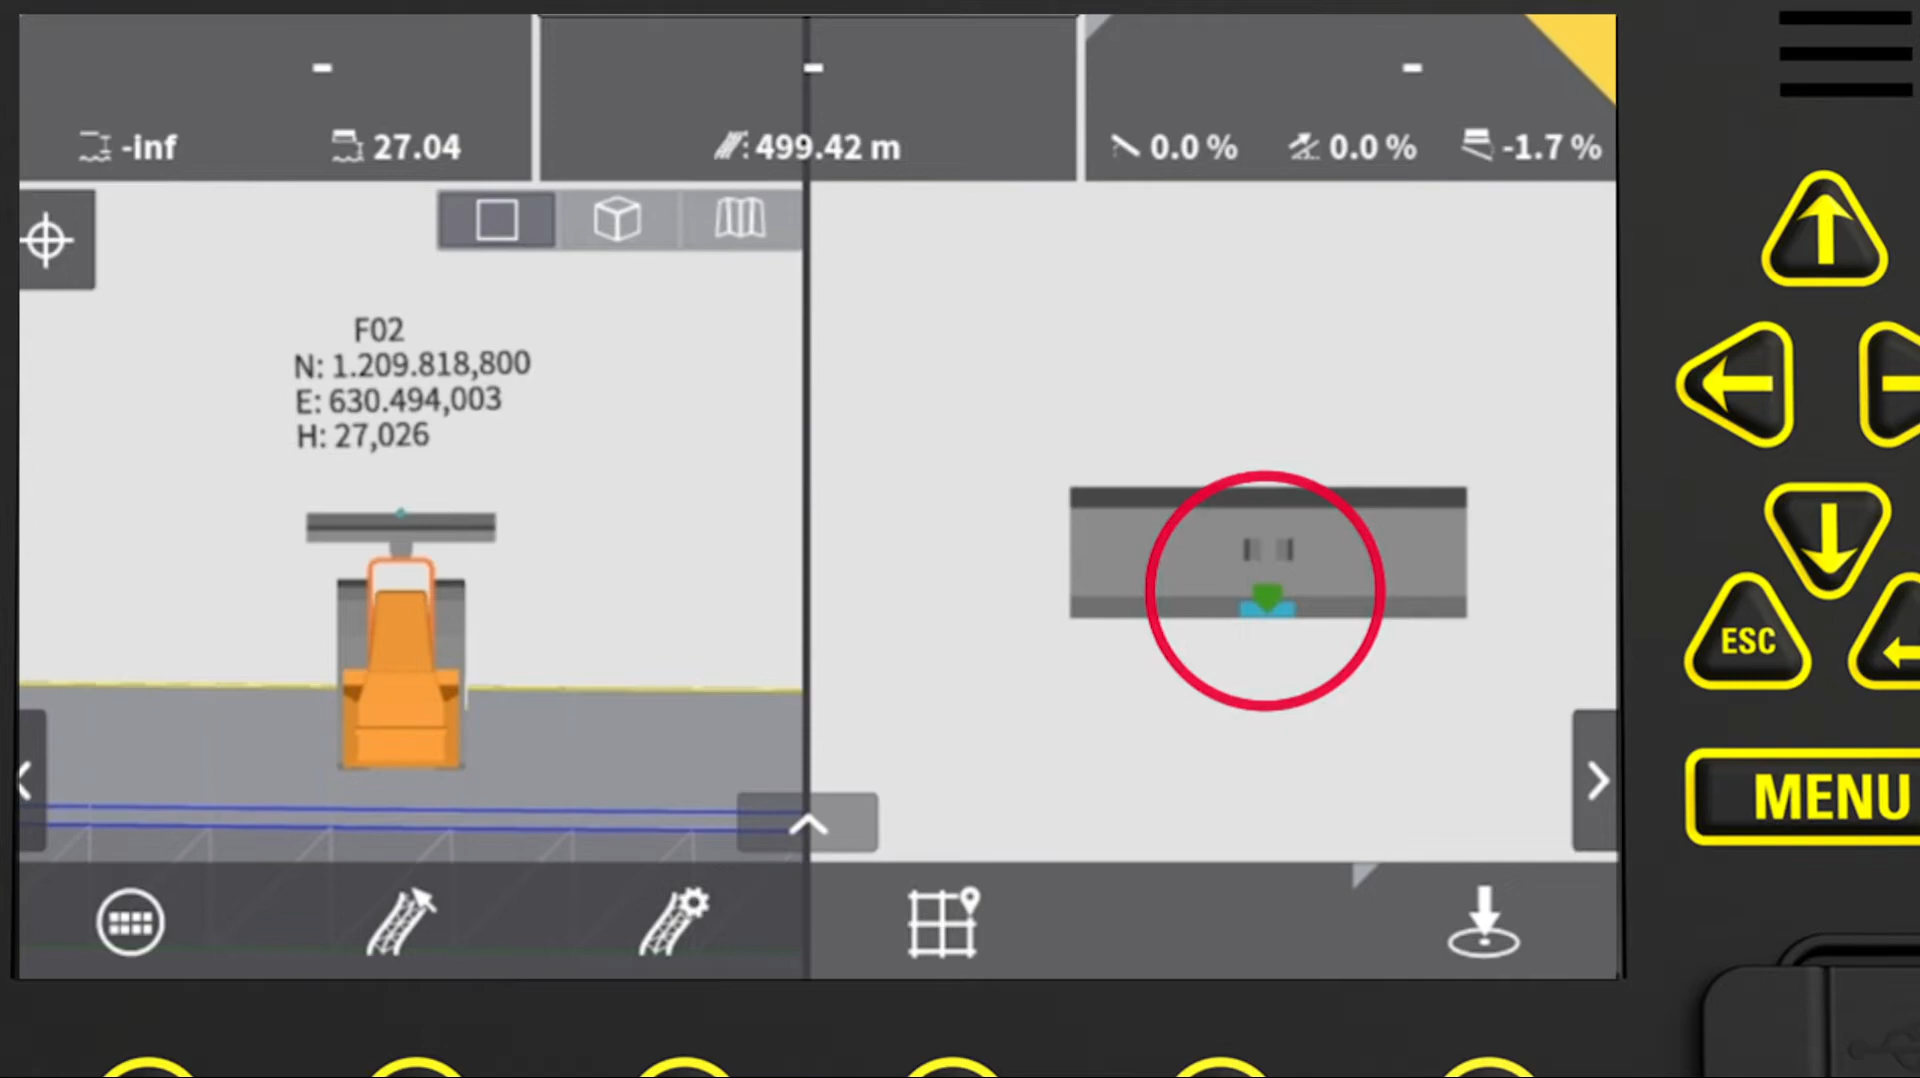 -
-
-
-inf
27.04
499.42 m
0.0 %
0.0 %
-1.7 %
F02
N: 1.209.818,800
E: 630.494,003
H: 27,026
ESC
MENU